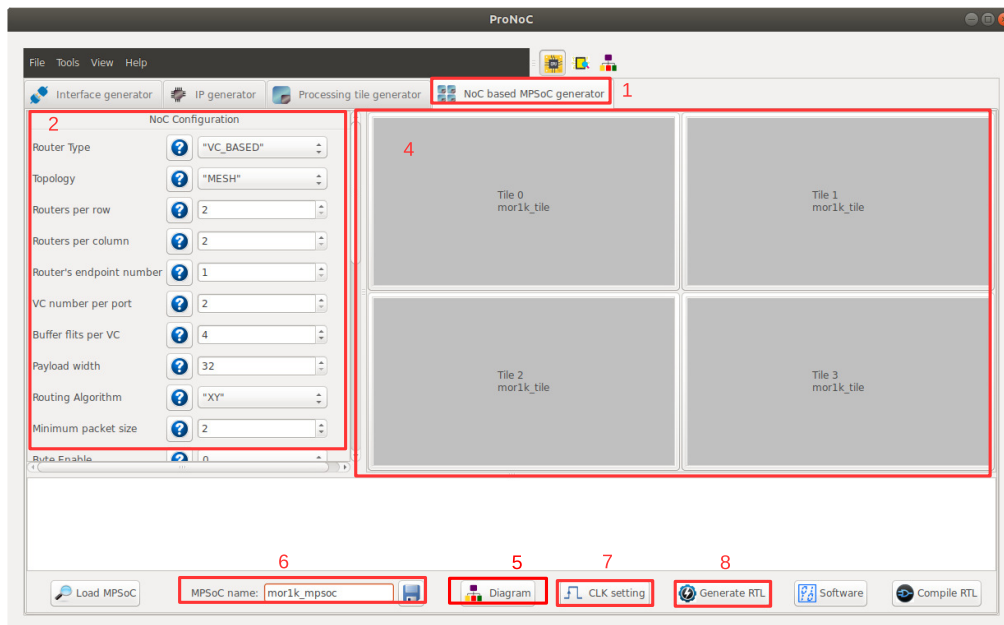 ProNoC
File Tools View Help
Interface generator
IP generator
Processing tile generator
NoC based MPSoC generator
1
2
NoC Configuration
Router Type ? "VC_BASED"
Topology ? "MESH"
Routers per row ? 2
Routers per column ? 2
Router's endpoint number ? 1
VC number per port ? 2
Buffer flits per VC ? 4
Payload width ? 32
Routing Algorithm ? "XY"
Minimum packet size ? 2
Byte Enable ? 0
4
Tile 0
mor1k_tile
Tile 1
mor1k_tile
Tile 2
mor1k_tile
Tile 3
mor1k_tile
6
5
7
8
Load MPSoC
MPSoC name: mor1k_mpsoc
Diagram
CLK setting
Generate RTL
Software
Compile RTL